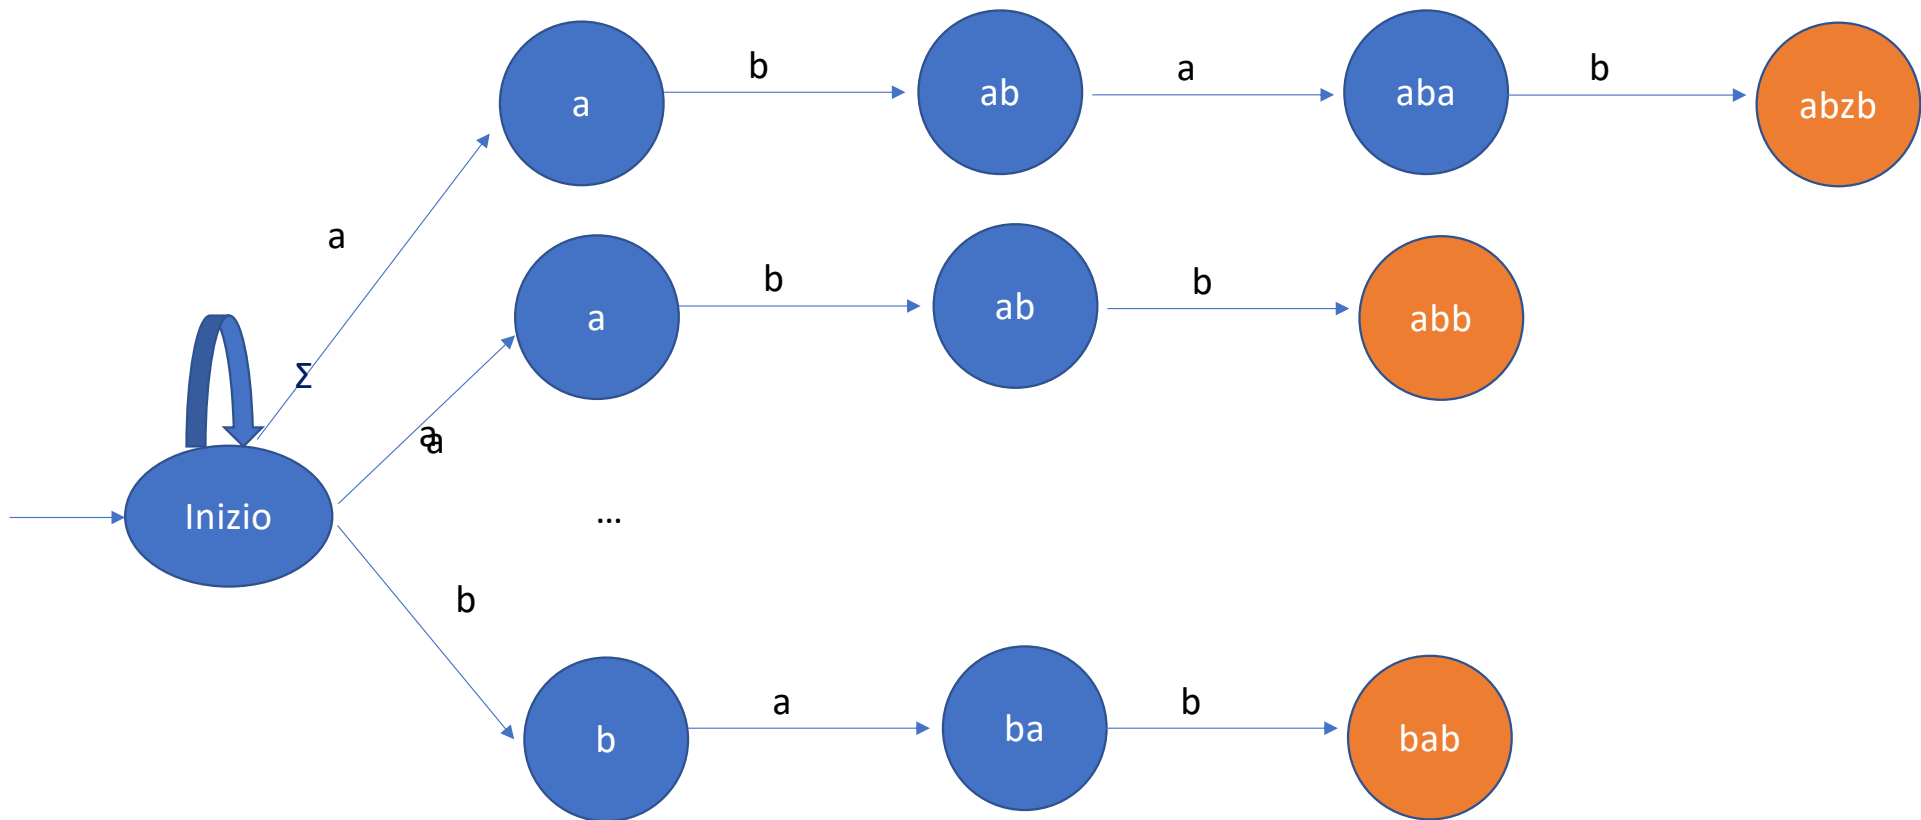 b a b
a ab aba abzb
a
b b
a ab abb
Σ
a
a
Inizio
...
b
a b
b ba bab